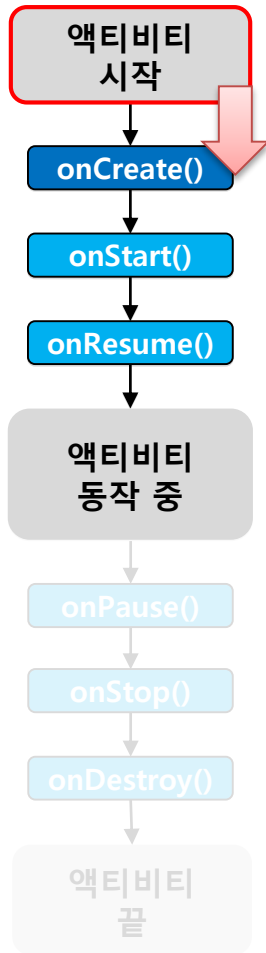 액티비티
시작
onCreate()
onStart()
onResume()
액티비티
동작 중
onPause()
onStop()
onDestroy()
액티비티
끝